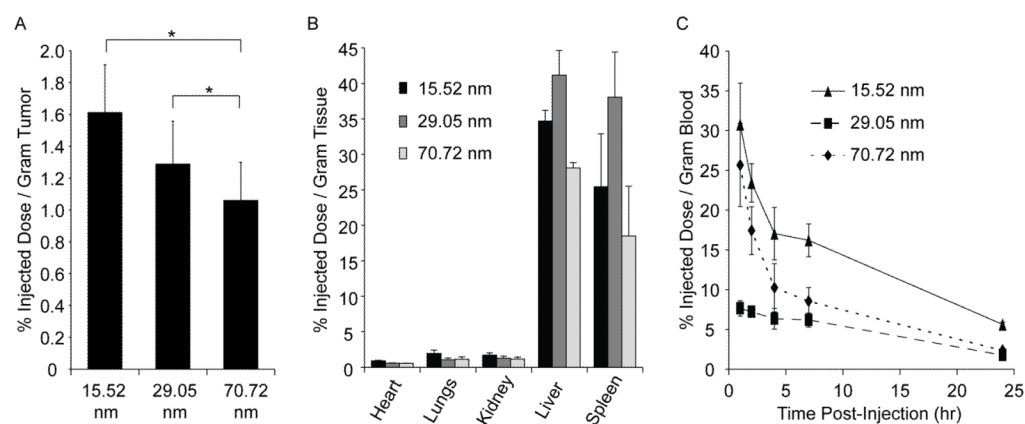 A
% Injected Dose / Gram Tumor
2.0
1.8
1.6
1.4
1.2
1.0
0.8
0.6
0.4
0.2
0
*
*
15.52 nm
29.05 nm
70.72 nm
B
% Injected Dose / Gram Tissue
45
40
35
30
25
20
15
10
5
0
15.52 nm
29.05 nm
70.72 nm
Heart
Lungs
Kidney
Liver
Spleen
C
% Injected Dose / Gram Blood
40
35
30
25
20
15
10
5
0
15.52 nm
29.05 nm
70.72 nm
0
5
10
15
20
25
Time Post-Injection (hr)